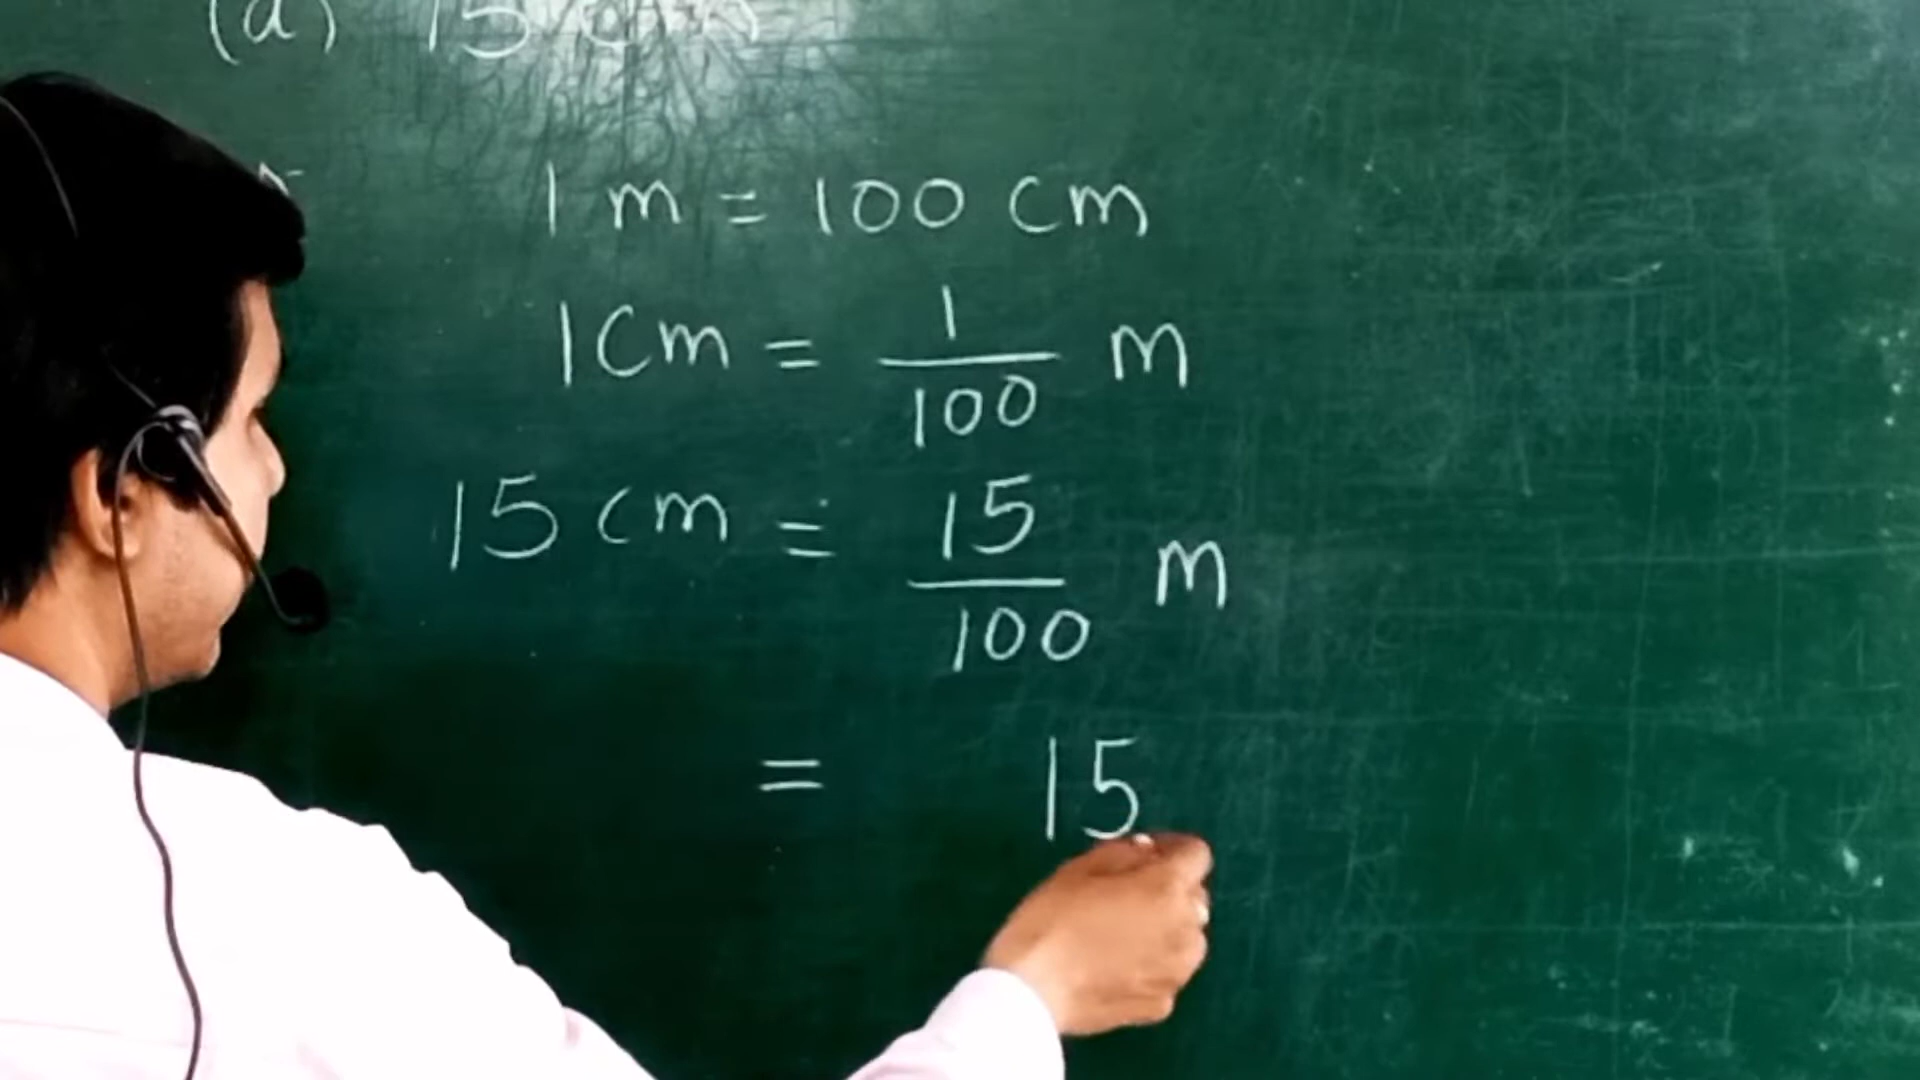 (a) 15 cm
1 m = 100 cm
1 cm = 1/100 m
15 cm = 15/100 m
= 15